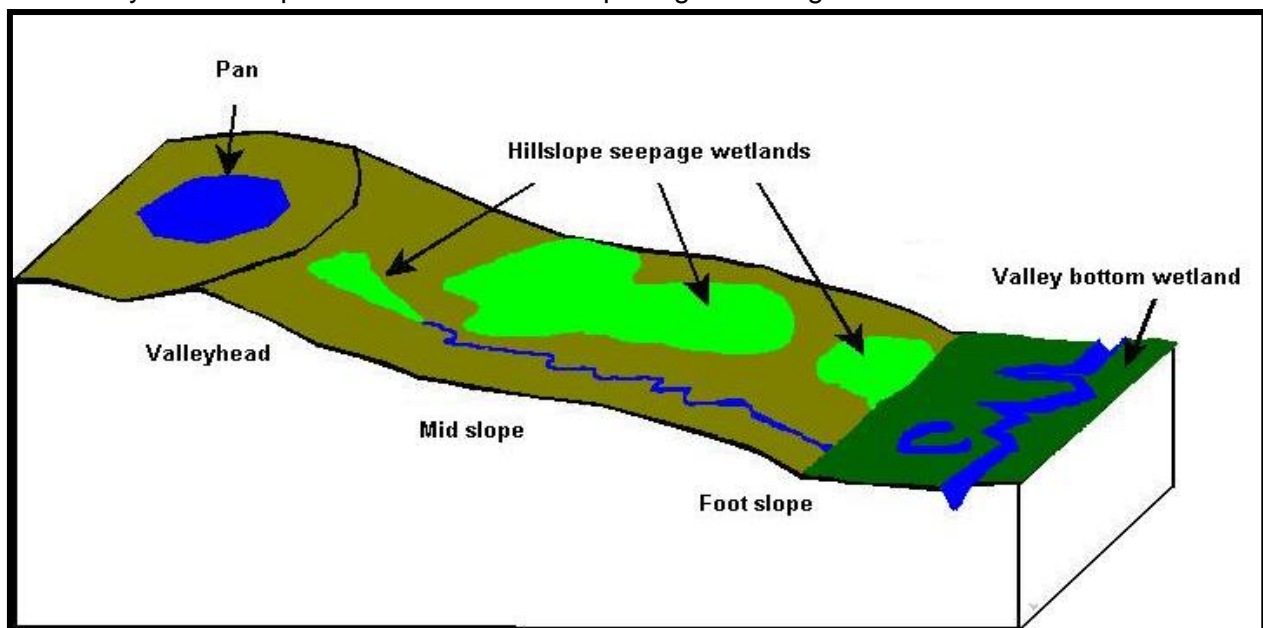 Pan
Hillslope seepage wetlands
Valley bottom wetland
Valleyhead
Mid slope
Foot slope